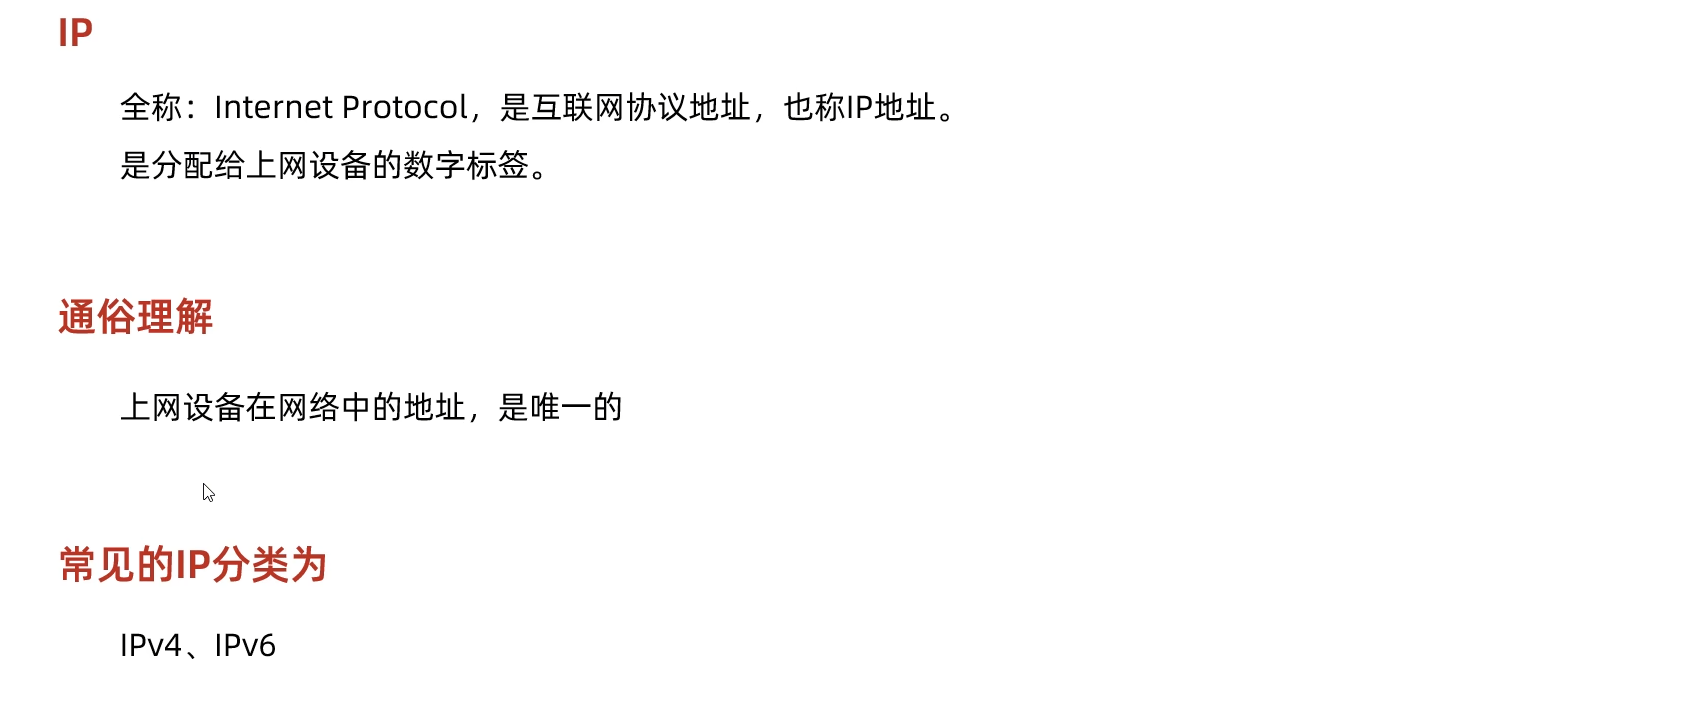 IP
全称：Internet Protocol，是互联网协议地址，也称IP地址。
是分配给上网设备的数字标签。
通俗理解
上网设备在网络中的地址，是唯一的
常见的IP分类为
IPv4、IPv6